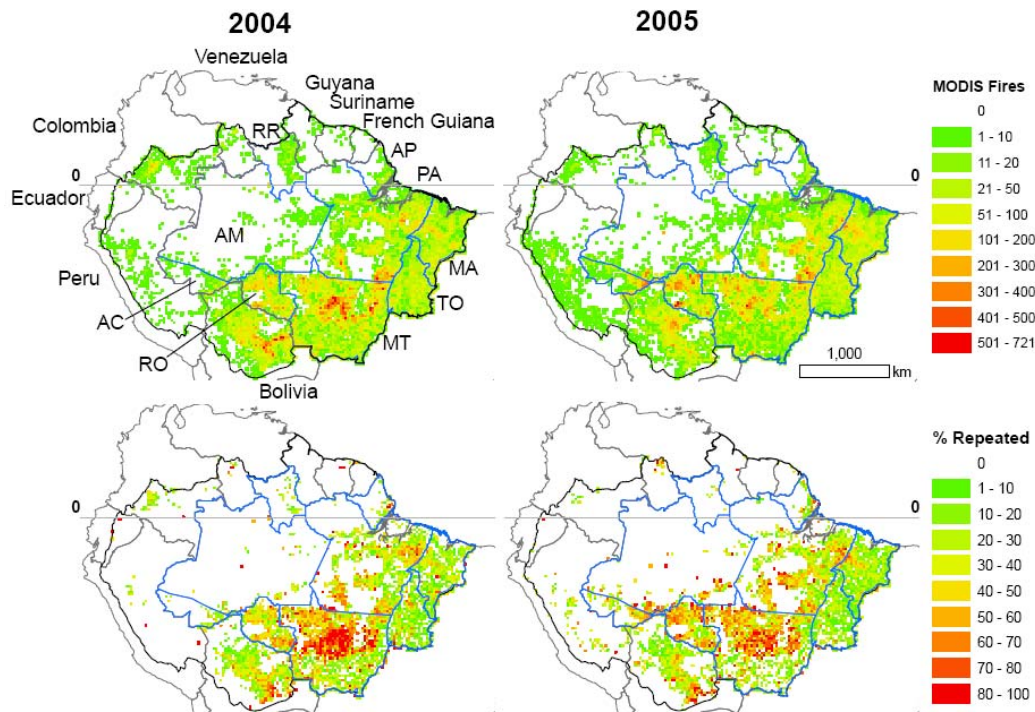 2004
2005
Venezuela
Guyana
Suriname
French Guiana
Colombia
RR
AP
PA
0
0
Ecuador
AM
Peru
MA
AC
TO
RO
MT
Bolivia
1,000
km
MODIS Fires
0
1 - 10
11 - 20
21 - 50
51 - 100
101 - 200
201 - 300
301 - 400
401 - 500
501 - 721
0
0
% Repeated
0
1 - 10
10 - 20
20 - 30
30 - 40
40 - 50
50 - 60
60 - 70
70 - 80
80 - 100